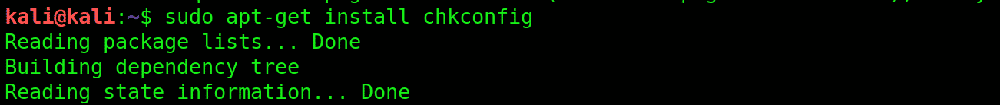 kali@kali:~$ sudo apt-get install chkconfig
Reading package lists... Done
Building dependency tree
Reading state information... Done